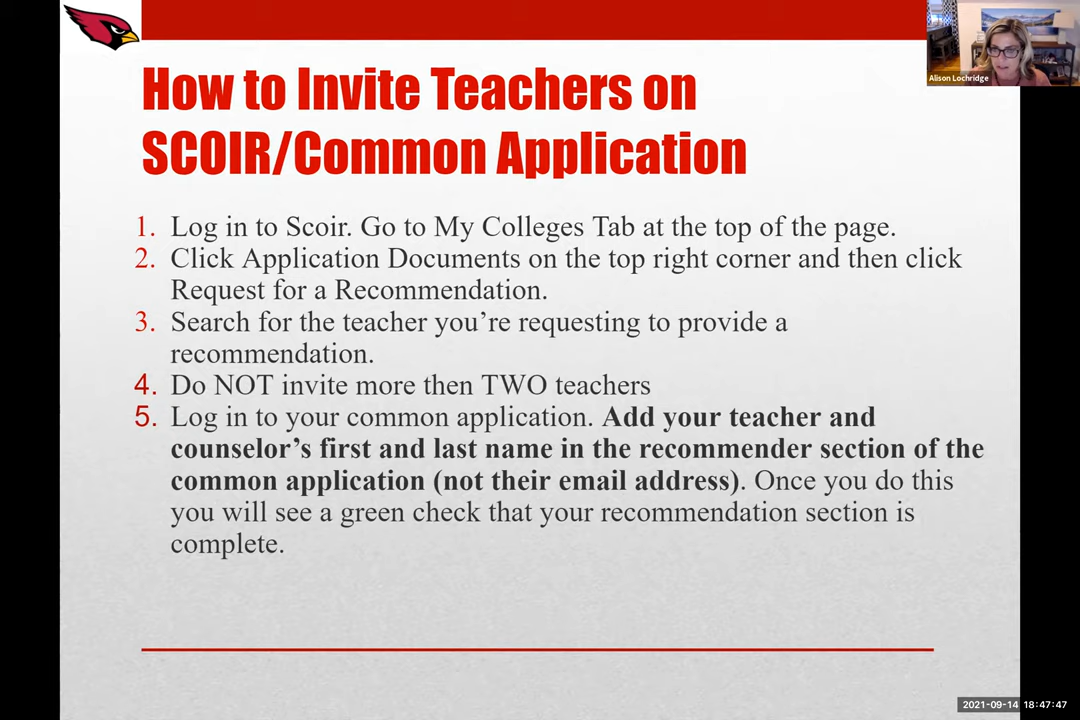 Alison Lochridge
How to Invite Teachers on
SCOIR/Common Application
1. Log in to Scoir. Go to My Colleges Tab at the top of the page.
2. Click Application Documents on the top right corner and then click
Request for a Recommendation.
3. Search for the teacher you’re requesting to provide a
recommendation.
4. Do NOT invite more then TWO teachers
5. Log in to your common application. Add your teacher and
counselor’s first and last name in the recommender section of the
common application (not their email address). Once you do this
you will see a green check that your recommendation section is
complete.
2021-09-14 18:47:47